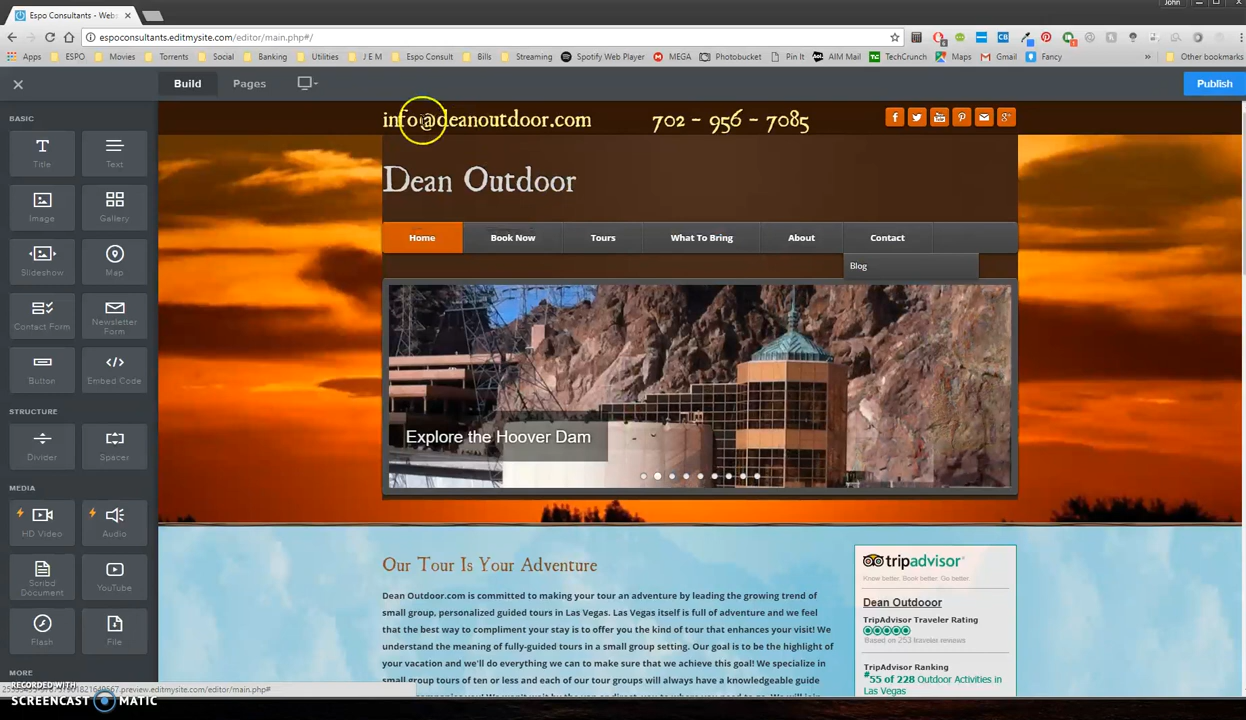 John
Espo Consultants - Web
espoconsultants.editmysite.com/editor/main.php#/
Apps ESPO Movies Torrents Social Banking Utilities J E M Espo Consult Bills Streaming Spotify Web Player MEGA Facebook Pin It AIM Mail TechCrunch Maps Gmail Fancy » Other bookmarks
Build Pages Publish
BASIC
Title Text
Image Gallery
Slideshow Map
Contact Form Newsletter Form
Button Embed Code
STRUCTURE
Divider Spacer
MEDIA
HD Video Audio
Scribd Document YouTube
Flash File
MORE
info@deanoutdoor.com 702 - 956 - 7085
Dean Outdoor
Home Book Now Tours What To Bring About Contact
Blog
Explore the Hoover Dam
Our Tour Is Your Adventure
Dean Outdoor.com is committed to making your tour an adventure by leading the growing trend of
small group, personalized guided tours in Las Vegas. Las Vegas itself is full of adventure and we feel
that the best way to compliment your stay is to offer you the kind of tour that enhances your visit! We
understand the meaning of fully-guided tours in a small group setting. Our goal is to be the highlight
of your vacation and we'll do everything we can to make sure that we achieve this goal! We specialize in
small group tours of ten or less and each of our tour groups will always have a knowledgeable guide
tripadvisor
Know better. Book better. Go better.
Dean Outdooor
TripAdvisor Traveler Rating
Based on 253 traveler reviews
TripAdvisor Ranking
#55 of 228 Outdoor Activities in
Las Vegas
RECORDED WITH
SCREENCAST MATIC